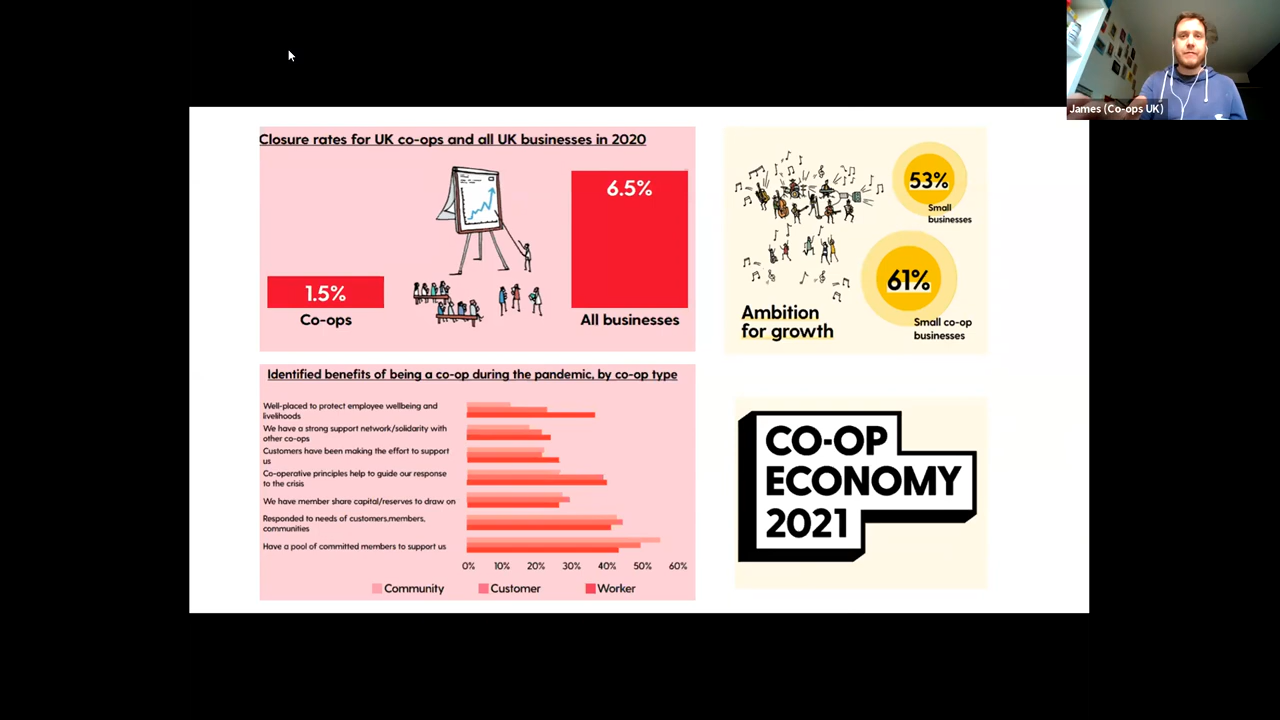 James (Co-ops UK)
Closure rates for UK co-ops and all UK businesses in 2020
6.5%
1.5%
Co-ops
All businesses
53%
Small
businesses
61%
Small co-op
businesses
Ambition
for growth
Identified benefits of being a co-op during the pandemic, by co-op type
Well-placed to protect employee wellbeing and
livelihoods
We have a strong support network/solidarity with
other co-ops
Customers have been making the effort to support
us
Co-operative principles help to guide our response
to the crisis
We have member share capital/reserves to draw on
Responded to needs of customers,members,
communities
Have a pool of committed members to support us
0% 10% 20% 30% 40% 50% 60%
Community Customer Worker
CO-OP
ECONOMY
2021